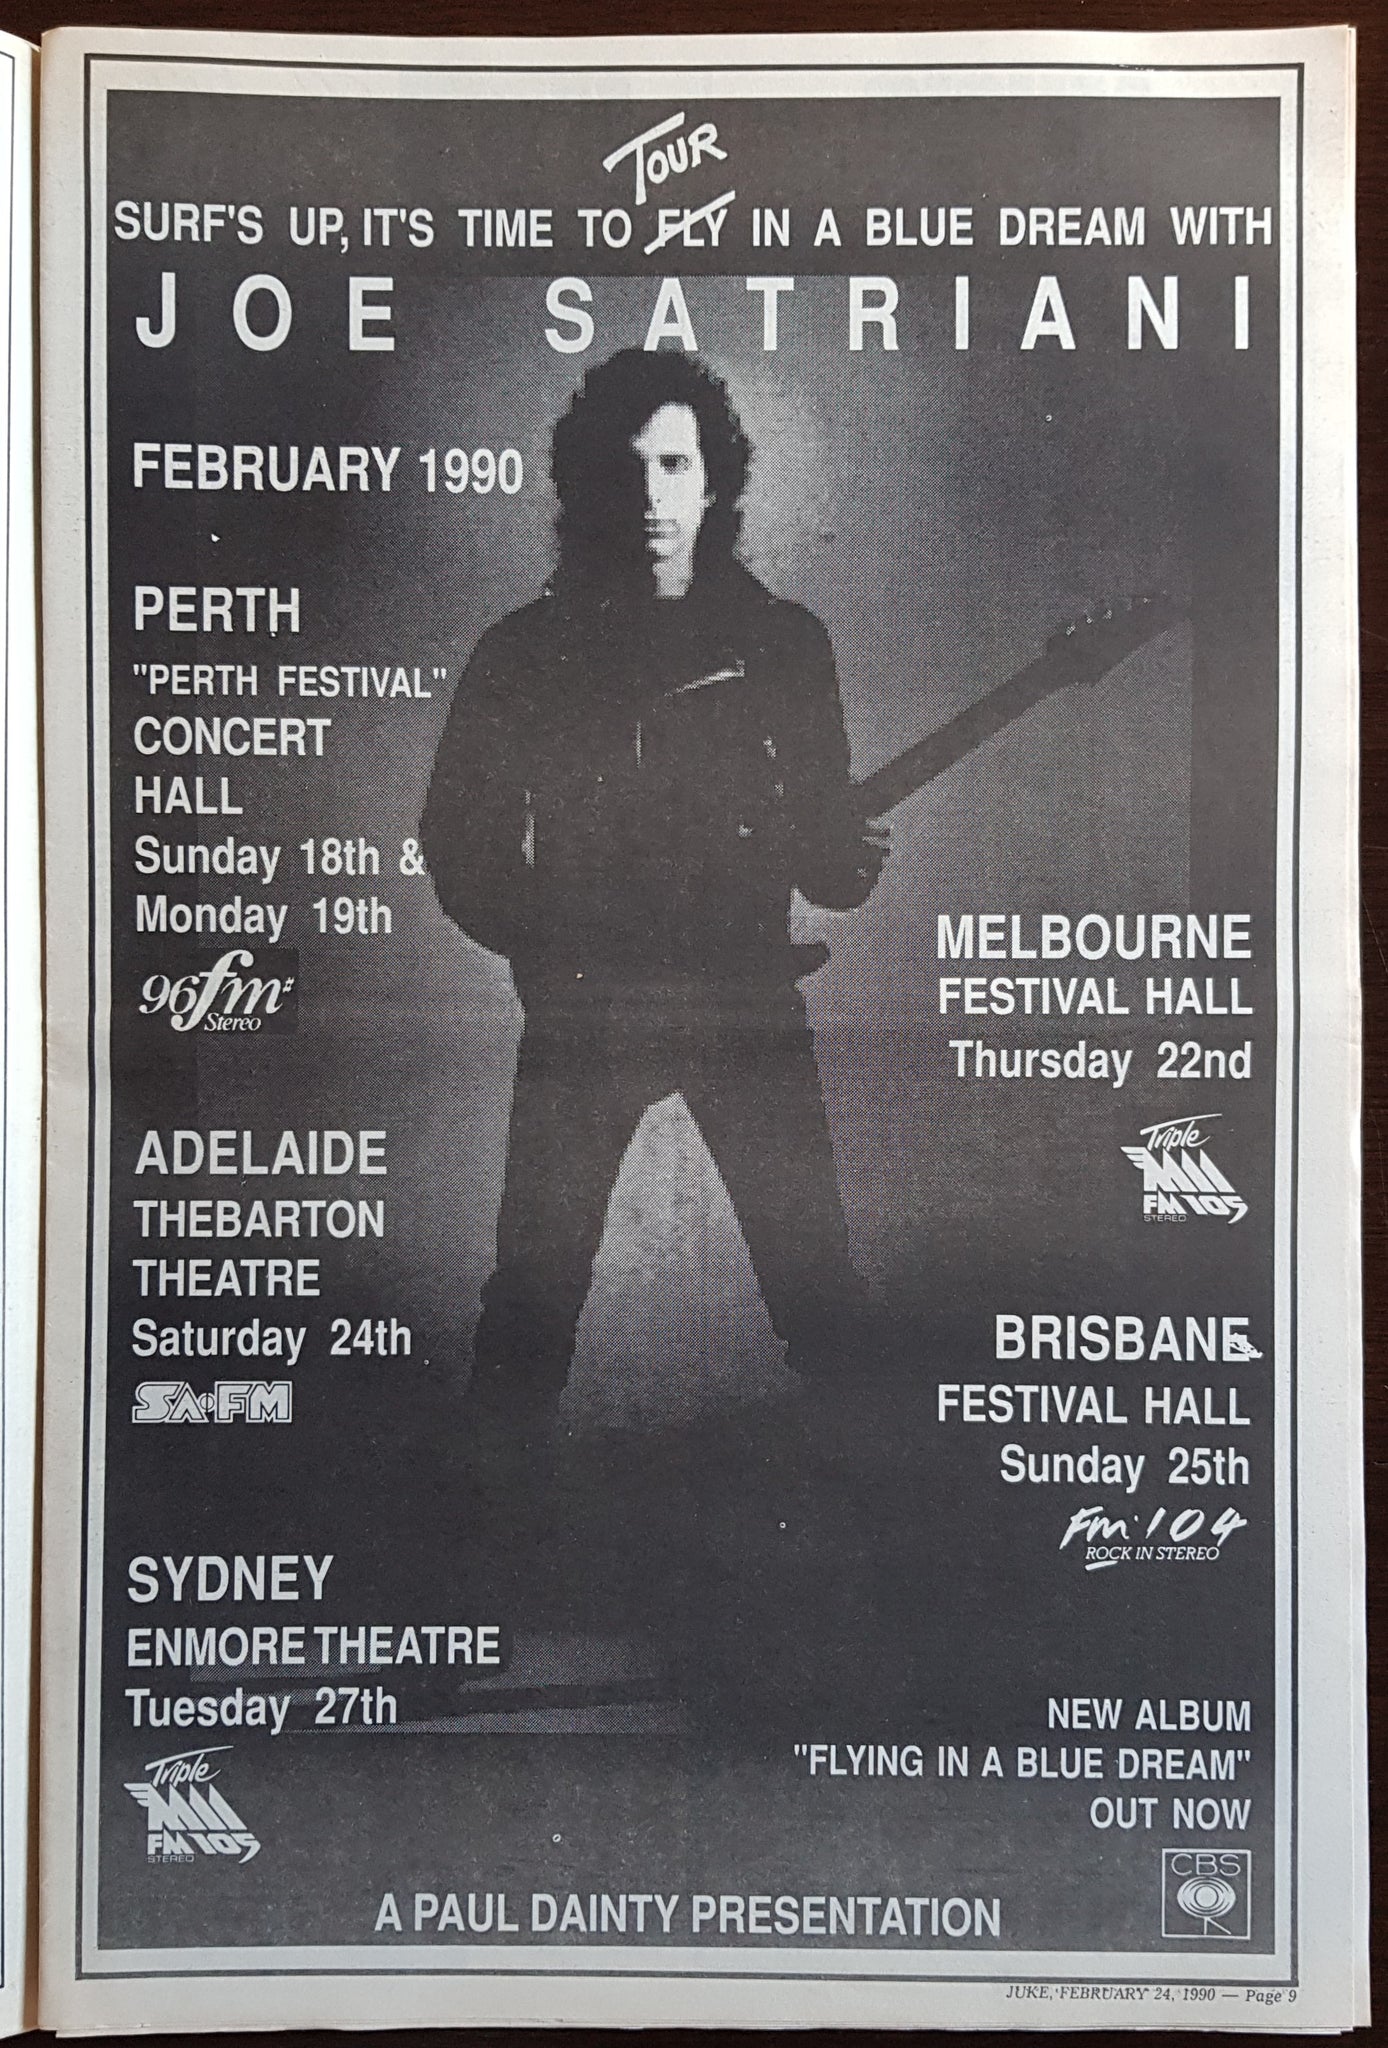 TOUR
SURF'S UP, IT'S TIME TO FLY IN A BLUE DREAM WITH
JOE SATRIANI
FEBRUARY 1990
PERTH
"PERTH FESTIVAL"
CONCERT
HALL
Sunday 18th &
Monday 19th
96fm
Stereo
ADELAIDE
THEBARTON
THEATRE
Saturday 24th
SA•FM
SYDNEY
ENMORE THEATRE
Tuesday 27th
Triple
MMM
FM 105
STEREO
MELBOURNE
FESTIVAL HALL
Thursday 22nd
Triple
MMM
FM 105
STEREO
BRISBANE
FESTIVAL HALL
Sunday 25th
Fm·104
ROCK IN STEREO
NEW ALBUM
"FLYING IN A BLUE DREAM"
OUT NOW
CBS
A PAUL DAINTY PRESENTATION
JUKE, FEBRUARY 24, 1990 — Page 9